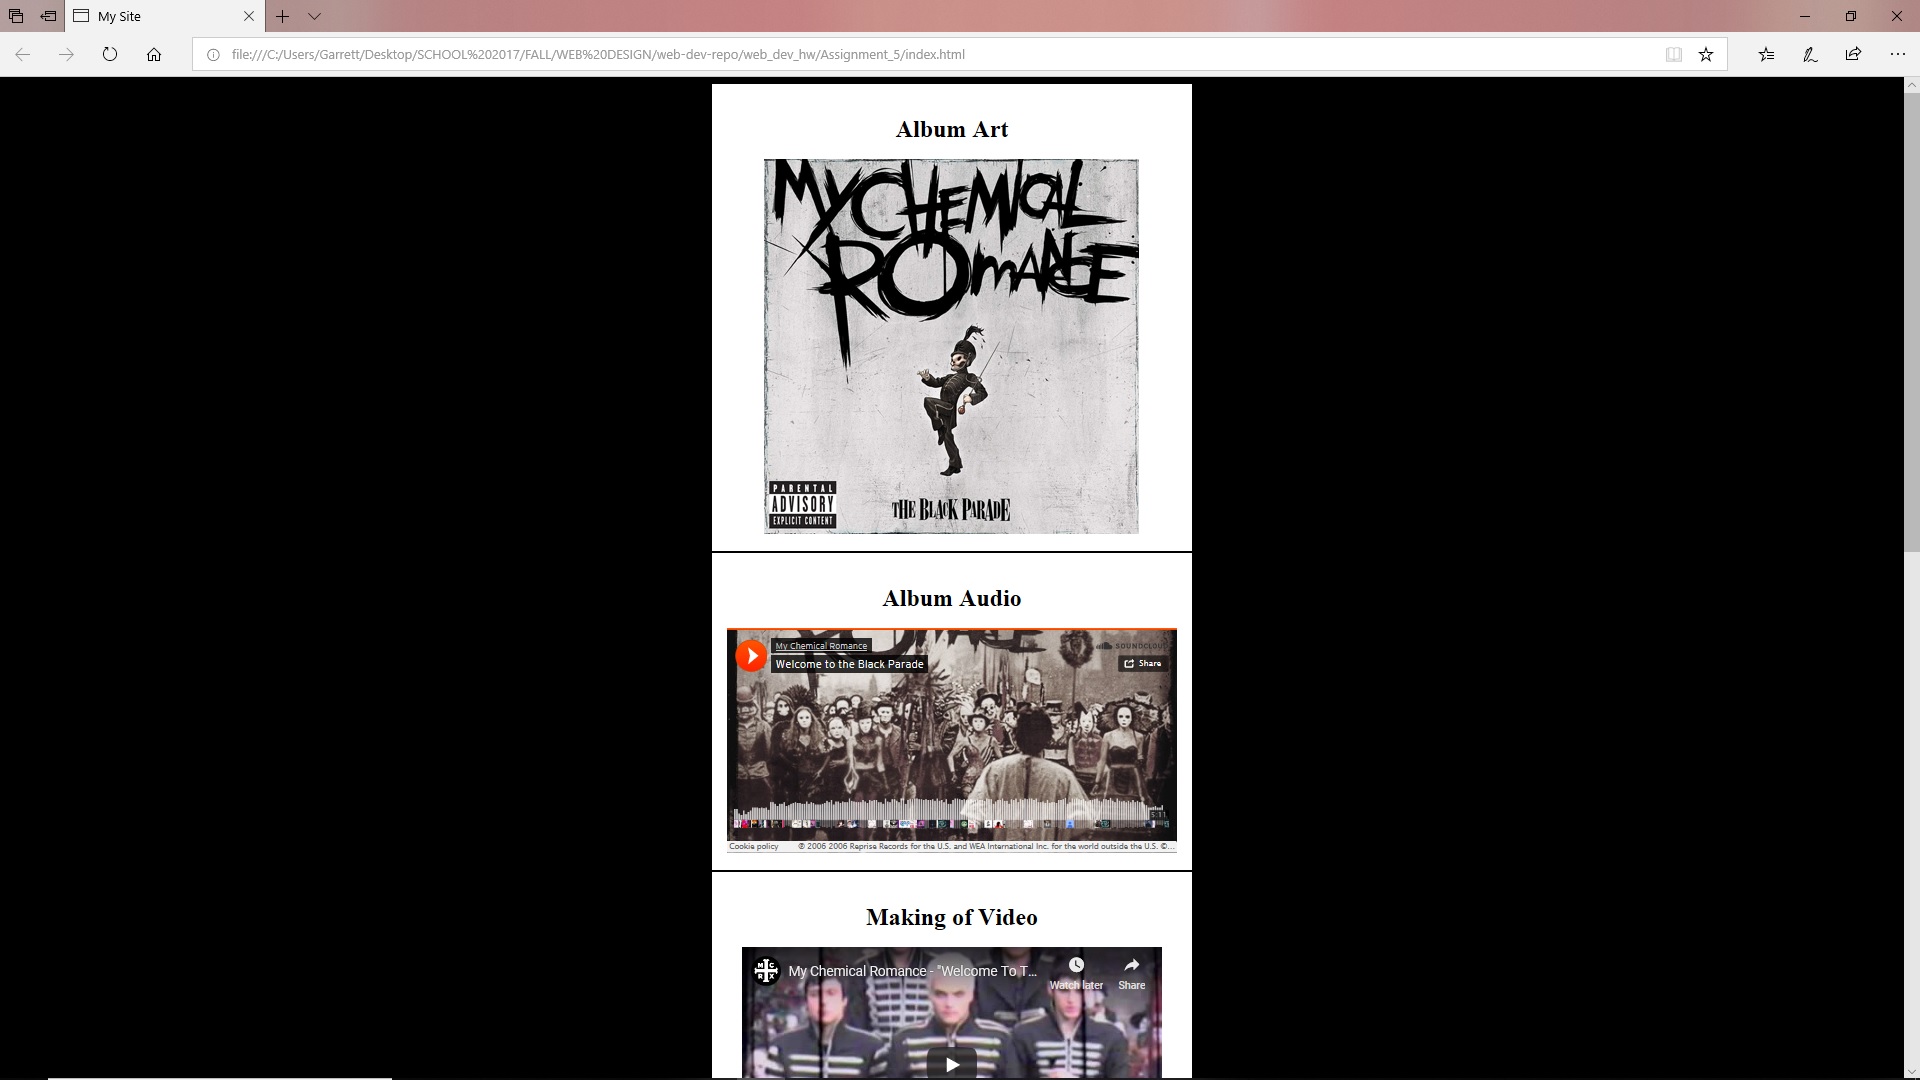 My Site
file:///C:/Users/Garrett/Desktop/SCHOOL%202017/FALL/WEB%20DESIGN/web-dev-repo/web_dev_hw/Assignment_5/index.html
Album Art
MY CHEMICAL
ROMANCE
PARENTAL
ADVISORY
EXPLICIT CONTENT
THE BLACK PARADE
Album Audio
My Chemical Romance
SOUNDCLOUD
Welcome to the Black Parade
Share
5:11
Cookie policy
℗ 2006 2006 Reprise Records for the U.S. and WEA International Inc. for the world outside the U.S. ©...
Making of Video
MCRX
My Chemical Romance - "Welcome To T...
Watch later
Share